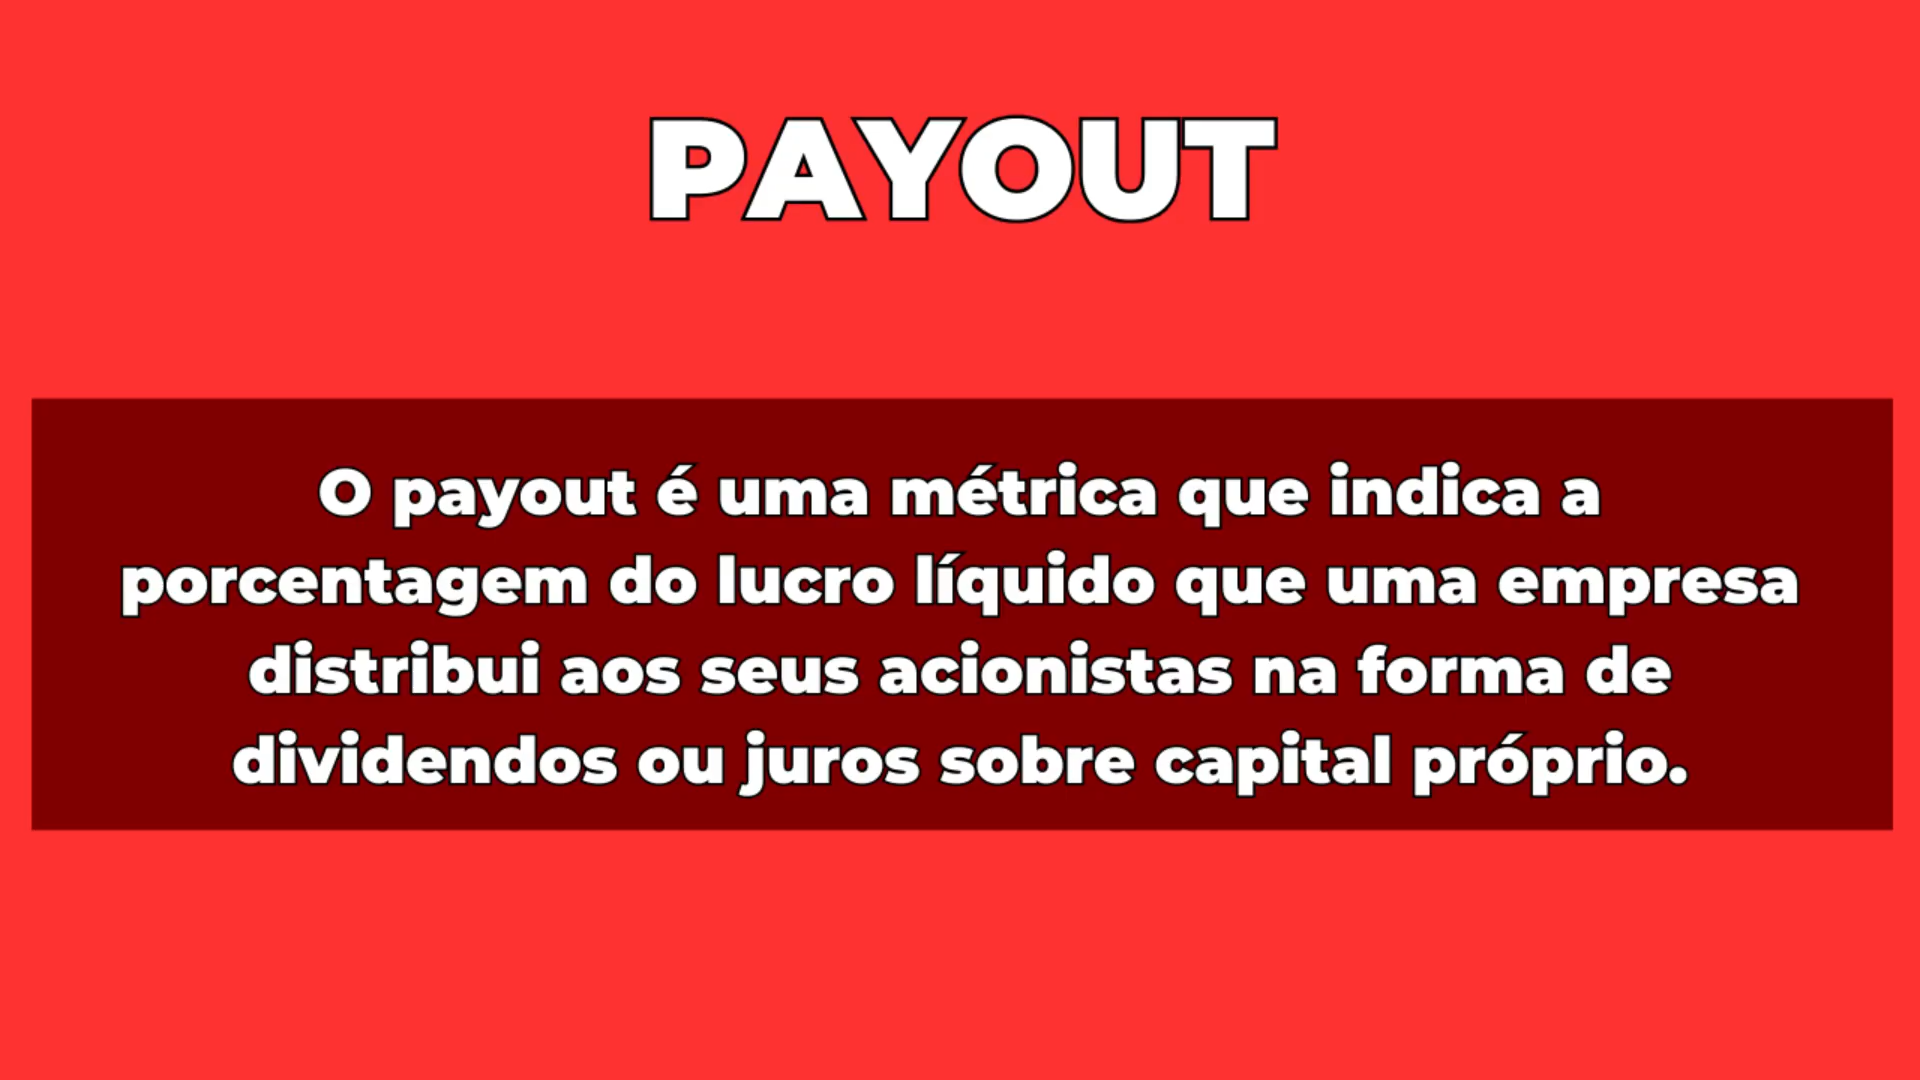 PAYOUT
O payout é uma métrica que indica a
porcentagem do lucro líquido que uma empresa
distribui aos seus acionistas na forma de
dividendos ou juros sobre capital próprio.